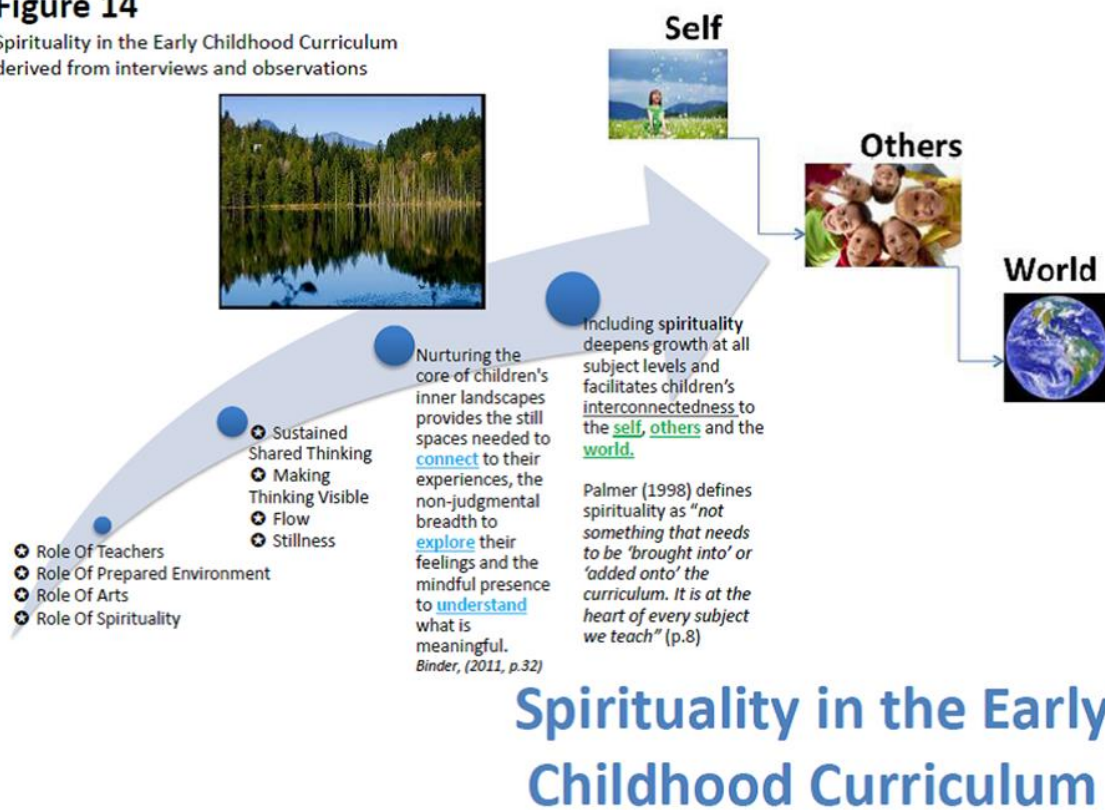 Figure 14
Spirituality in the Early Childhood Curriculum
derived from interviews and observations
Self
Others
World
✪ Role Of Teachers
✪ Role Of Prepared Environment
✪ Role Of Arts
✪ Role Of Spirituality
✪ Sustained
Shared Thinking
✪ Making
Thinking Visible
✪ Flow
✪ Stillness
Nurturing the
core of children's
inner landscapes
provides the still
spaces needed to
connect to their
experiences, the
non-judgmental
breadth to
explore their
feelings and the
mindful presence
to understand
what is
meaningful.
Binder, (2011, p.32)
Including spirituality
deepens growth at all
subject levels and
facilitates children’s
interconnectedness to
the self, others and the
world.
Palmer (1998) defines
spirituality as “not
something that needs
to be ‘brought into’ or
‘added onto’ the
curriculum. It is at the
heart of every subject
we teach” (p.8)
Spirituality in the Early
Childhood Curriculum